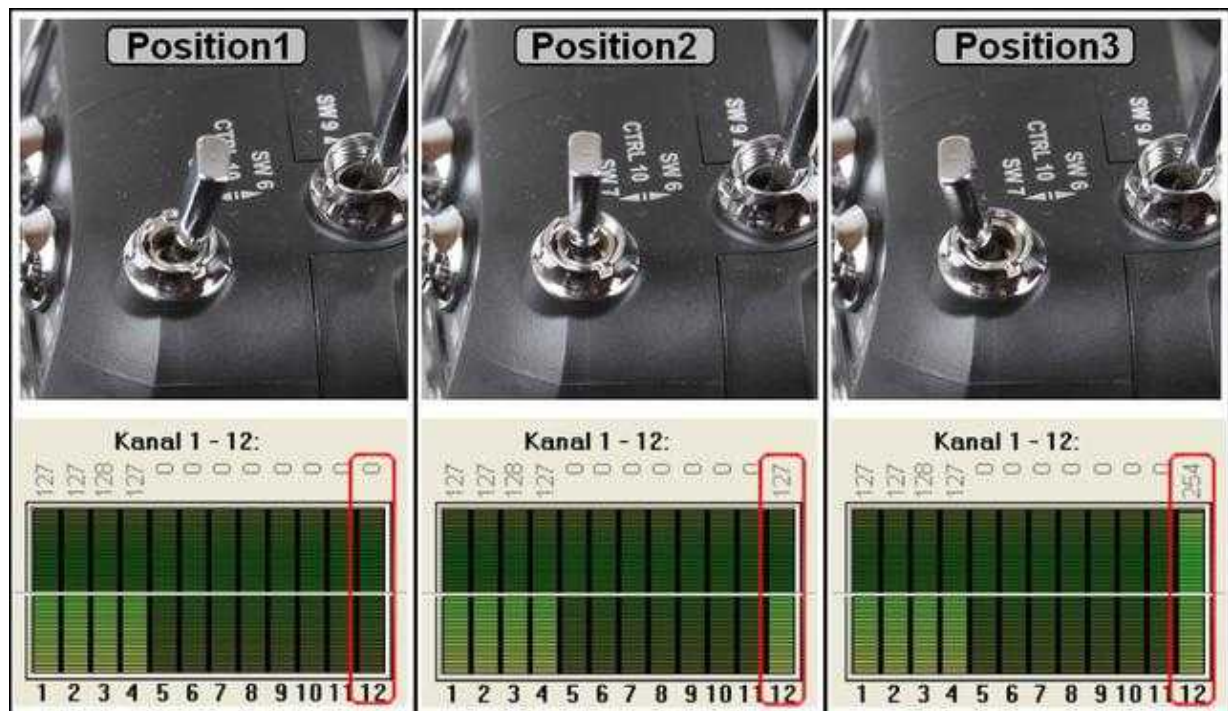 Position1
SW 9
CTRL 10
SW 6
Position2
SW 9
SW 6
CTRL 10
SW 7
Position3
SW 9
SW 6
CTRL 10
SW 7
Kanal 1 - 12:
127 127 128 127 0 0 0 0 0 0 0 0
1 2 3 4 5 6 7 8 9 10 11 12
Kanal 1 - 12:
127 127 128 127 0 0 0 0 0 0 0 127
1 2 3 4 5 6 7 8 9 10 11 12
Kanal 1 - 12:
127 127 128 127 0 0 0 0 0 0 0 254
1 2 3 4 5 6 7 8 9 10 11 12